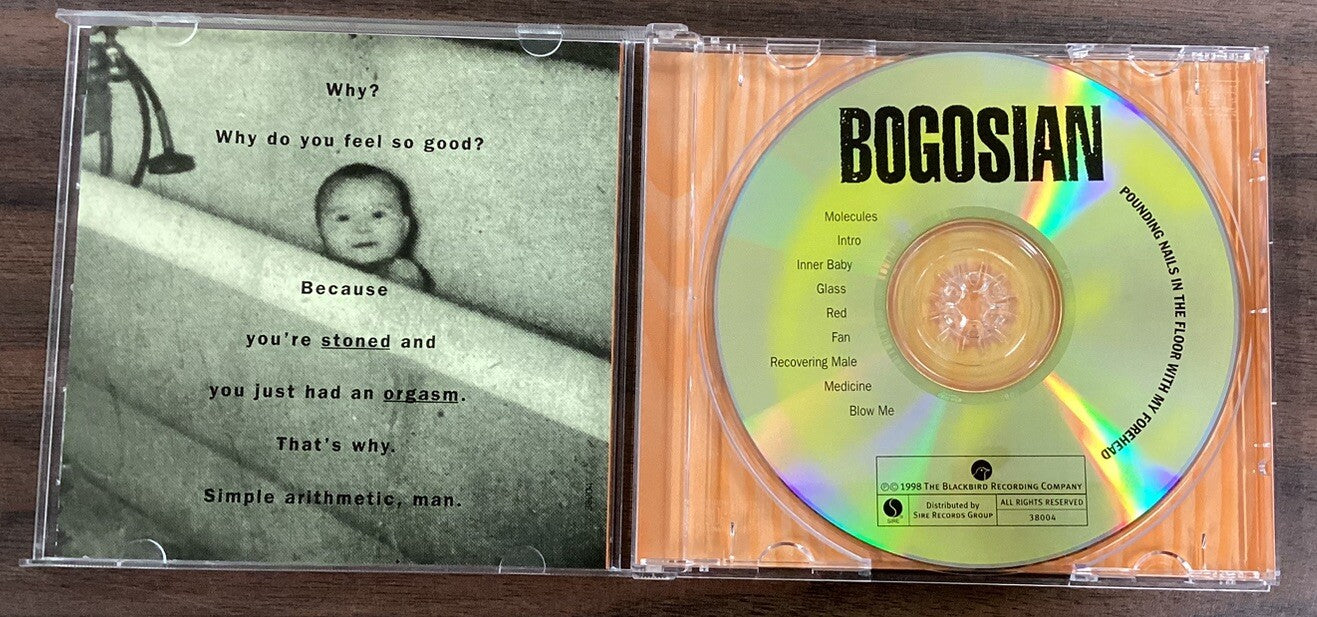 Why?
Why do you feel so good?
Because
you're stoned and
you just had an orgasm.
That's why.
Simple arithmetic, man.
BOGOSIAN
POUNDING NAILS IN THE FLOOR WITH MY FOREHEAD
Molecules
Intro
Inner Baby
Glass
Red
Fan
Recovering Male
Medicine
Blow Me
℗© 1998 THE BLACKBIRD RECORDING COMPANY
SIRE
Distributed by
SIRE RECORDS GROUP
ALL RIGHTS RESERVED
38004